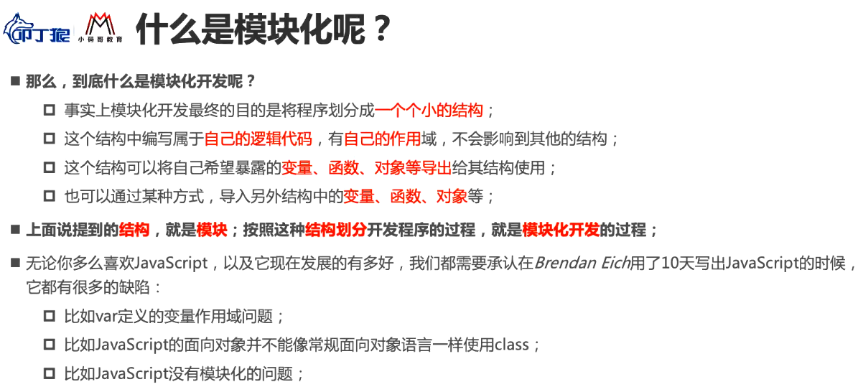 叩丁狼 小英哥教育 什么是模块化呢？
■ 那么，到底什么是模块化开发呢？
□ 事实上模块化开发最终的目的是将程序划分成一个个小的结构；
□ 这个结构中编写属于自己的逻辑代码，有自己的作用域，不会影响到其他的结构；
□ 这个结构可以将自己希望暴露的变量、函数、对象等导出给其结构使用；
□ 也可以通过某种方式，导入另外结构中的变量、函数、对象等；
■ 上面说提到的结构，就是模块；按照这种结构划分开发程序的过程，就是模块化开发的过程；
■ 无论你多么喜欢JavaScript，以及它现在发展的有多好，我们都需要承认在Brendan Eich用了10天写出JavaScript的时候，
它都有很多的缺陷：
□ 比如var定义的变量作用域问题；
□ 比如JavaScript的面向对象并不能像常规面向对象语言一样使用class；
□ 比如JavaScript没有模块化的问题；